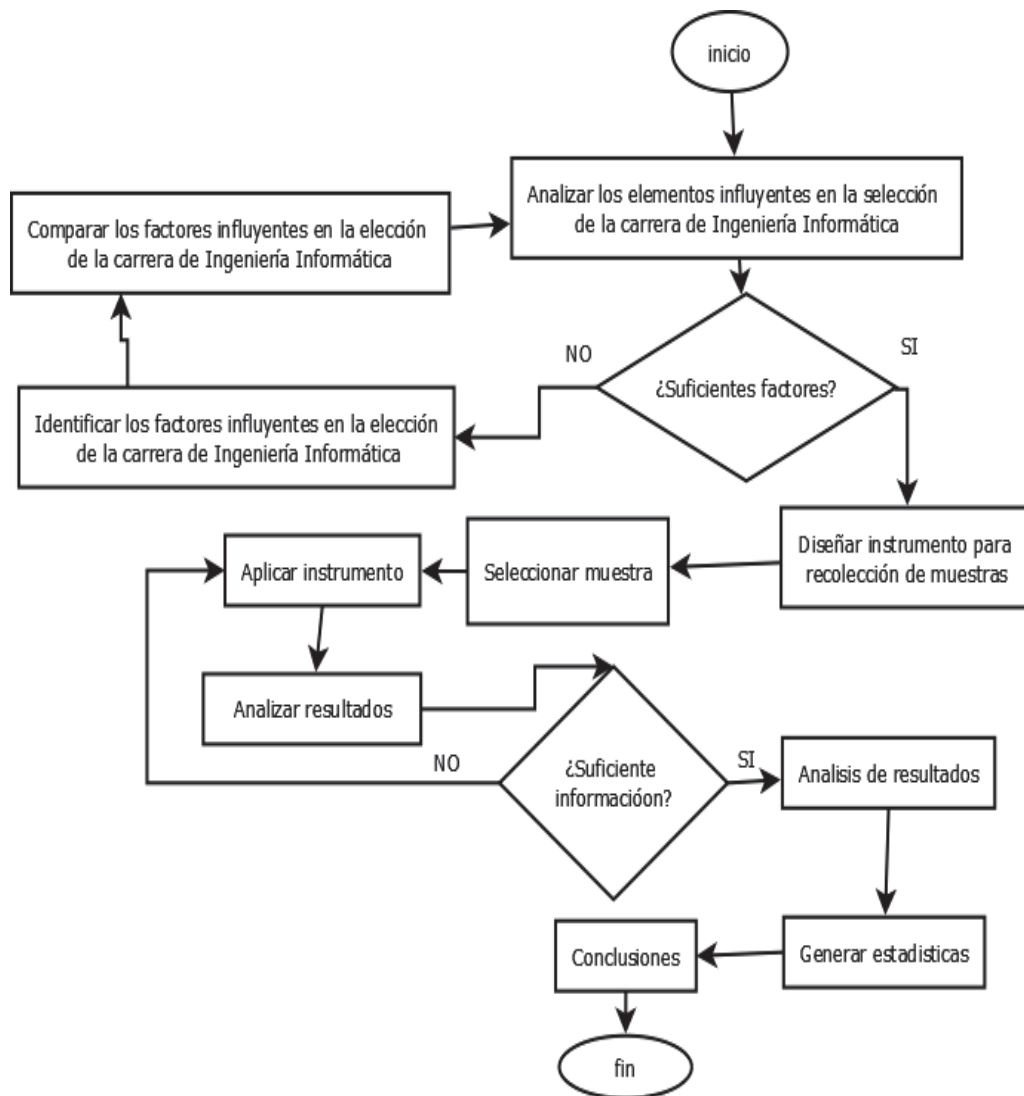 inicio
Analizar los elementos influyentes en la selección
de la carrera de Ingeniería Informática
Comparar los factores influyentes en la elección
de la carrera de Ingeniería Informática
NO
SI
¿Suficientes factores?
Identificar los factores influyentes en la elección
de la carrera de Ingeniería Informática
Diseñar instrumento para
recolección de muestras
Seleccionar muestra
Aplicar instrumento
Analizar resultados
NO
¿Suficiente
informacióon?
SI
Analisis de resultados
Generar estadisticas
Conclusiones
fin